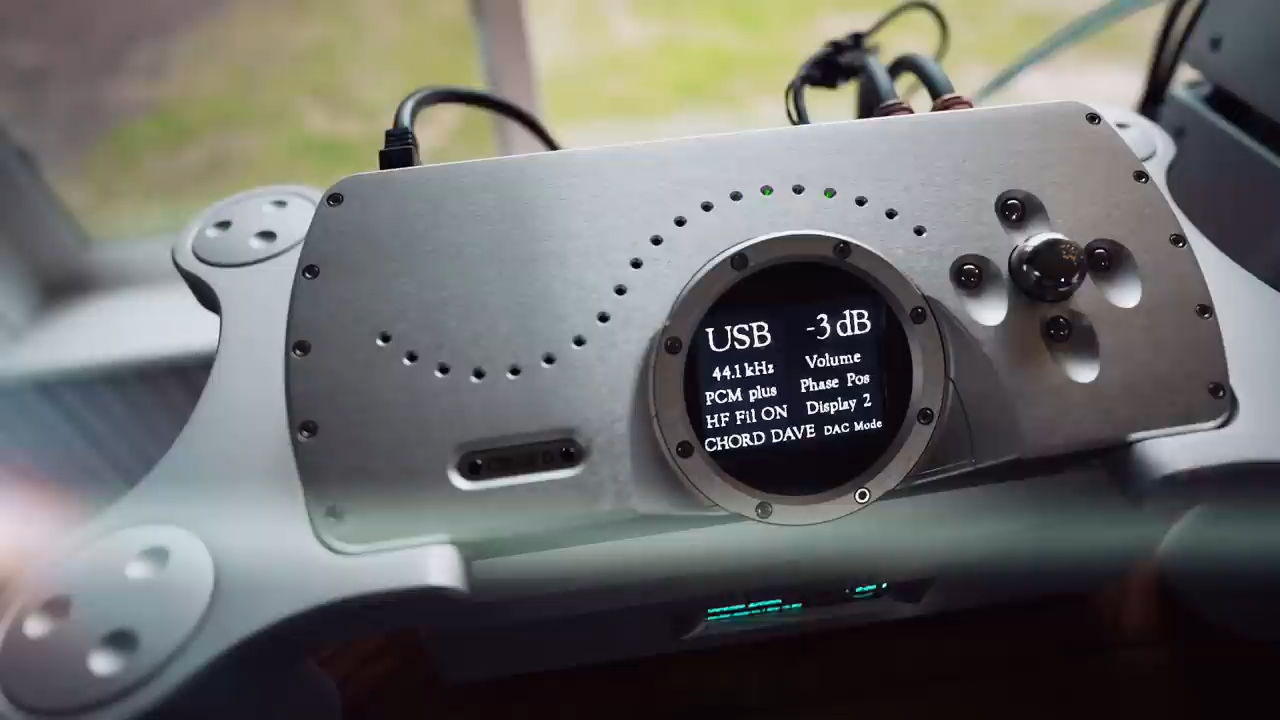 USB -3 dB
44.1 kHz Volume
PCM plus Phase Pos
HF Fil ON Display 2
CHORD DAVE DAC Mode